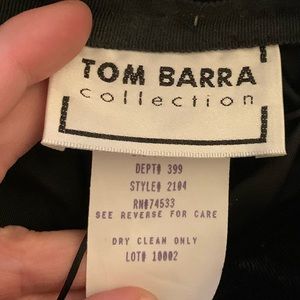 TOM BARRA
collection
DEPT# 399
STYLE# 2104
RN#74533
SEE REVERSE FOR CARE
DRY CLEAN ONLY
LOT# 10002